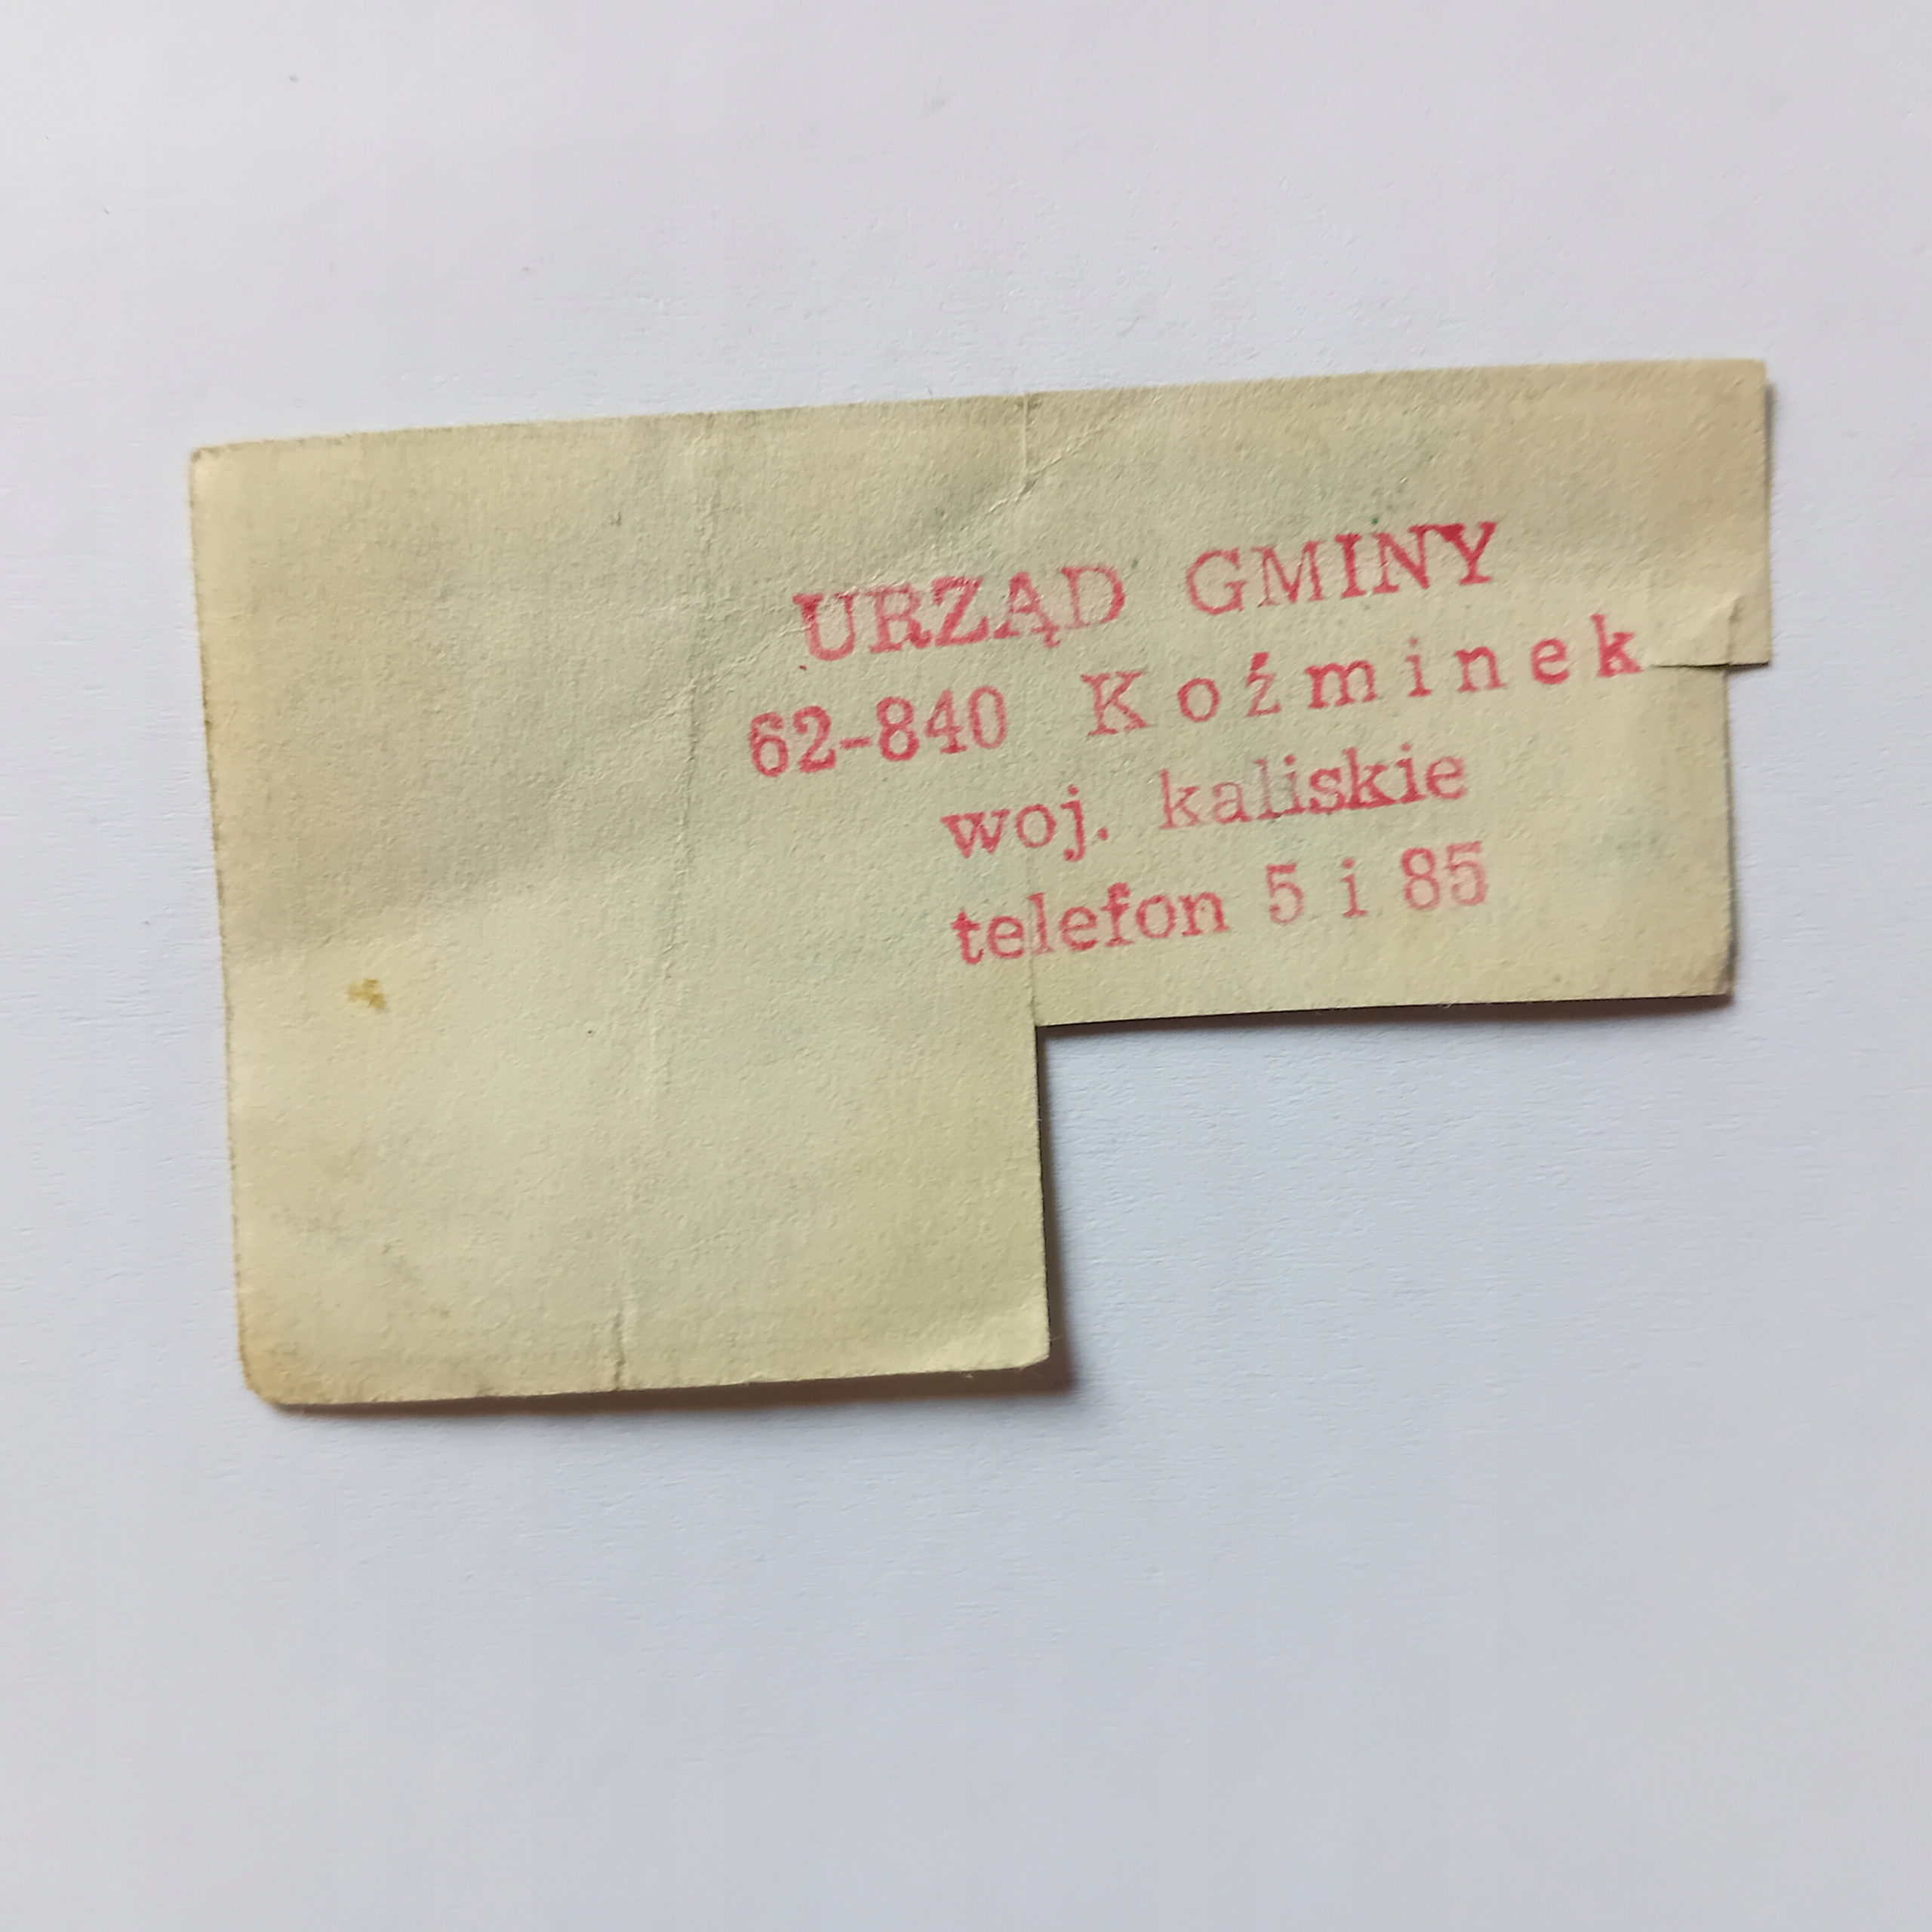 URZĄD GMINY
62-840 Koźminek
woj. kaliskie
telefon 5 i 85